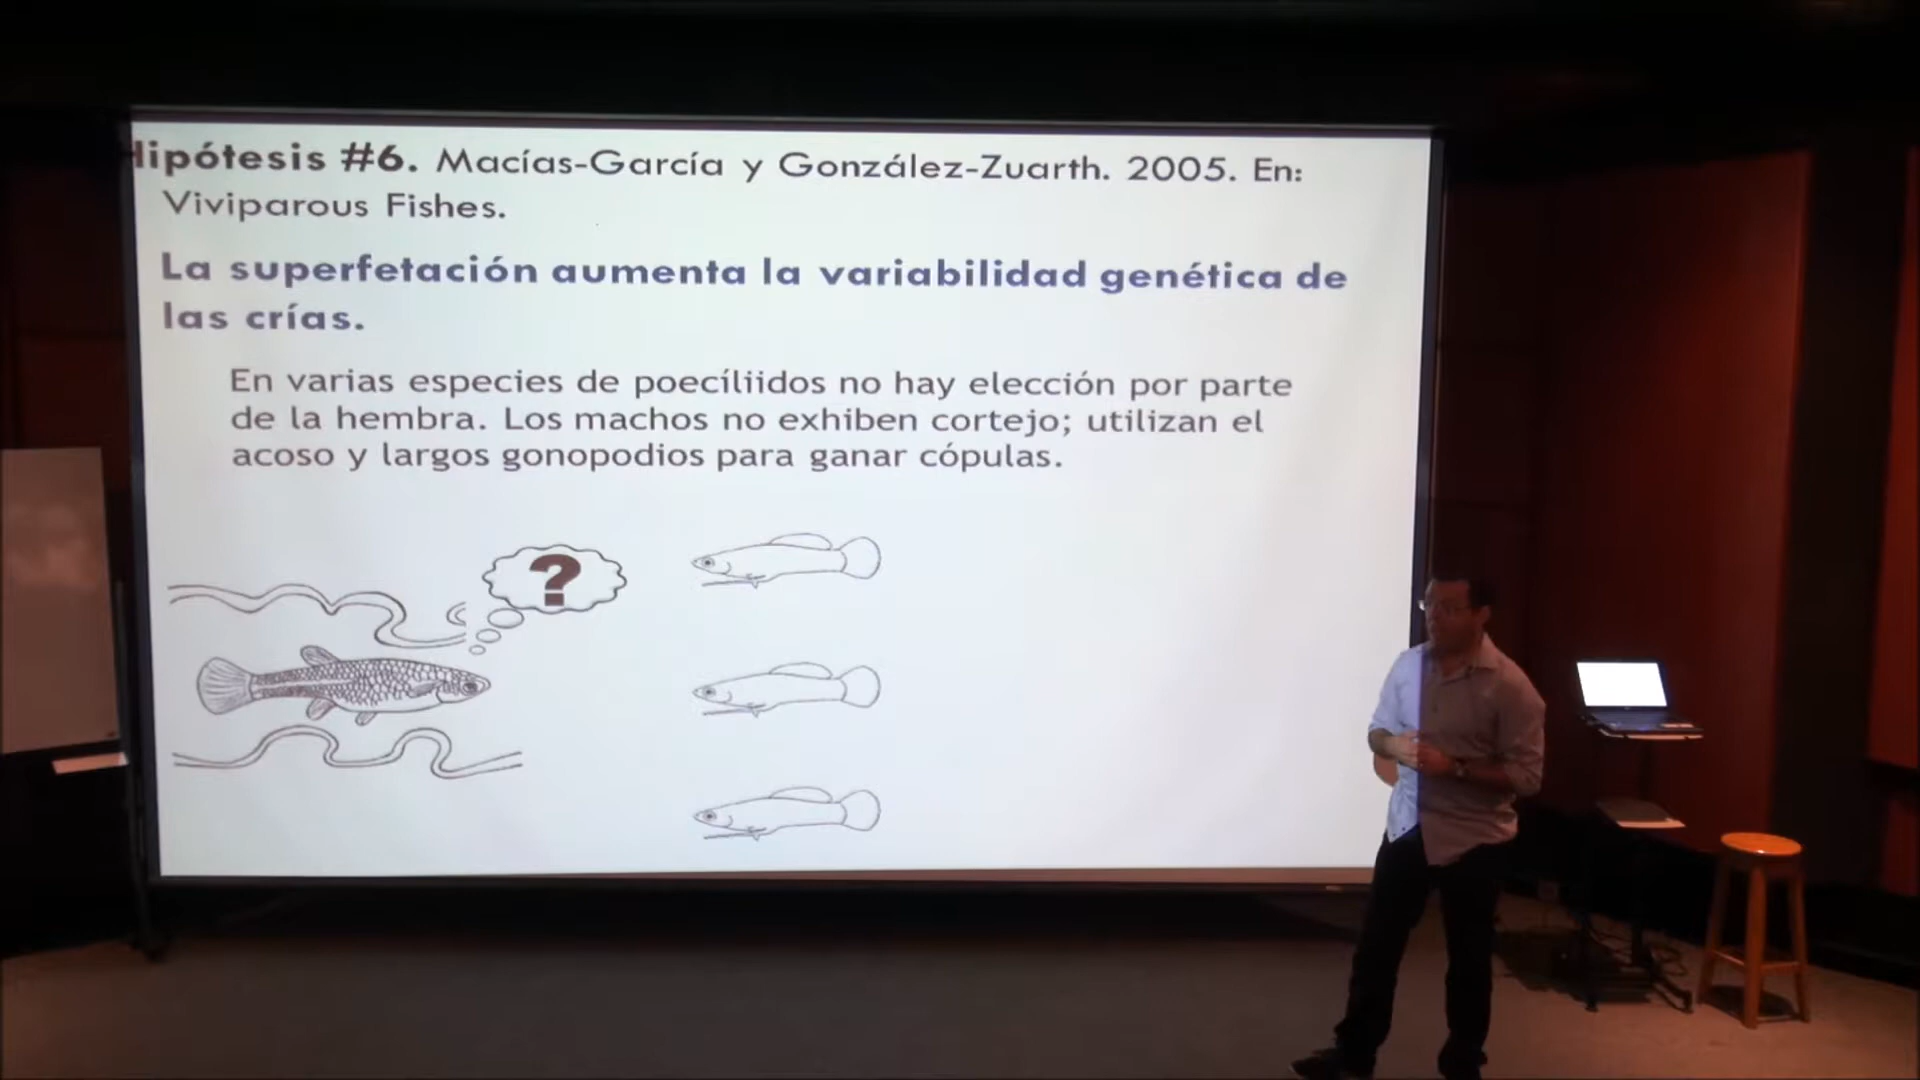 Hipótesis #6. Macías-García y González-Zuarth. 2005. En:
Viviparous Fishes.
La superfetación aumenta la variabilidad genética de
las crías.
En varias especies de poecíliidos no hay elección por parte
de la hembra. Los machos no exhiben cortejo; utilizan el
acoso y largos gonopodios para ganar cópulas.
?